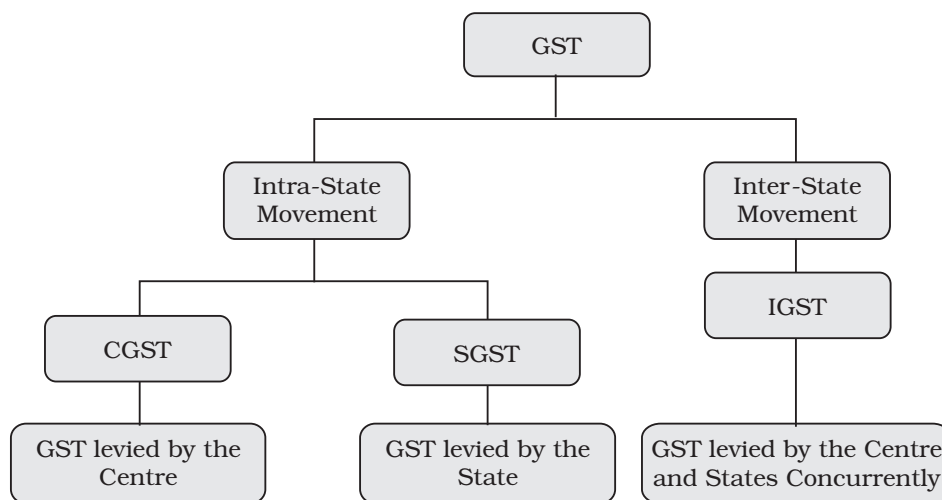 GST
Intra-State
Movement
Inter-State
Movement
CGST
SGST
IGST
GST levied by the
Centre
GST levied by the
State
GST levied by the Centre
and States Concurrently